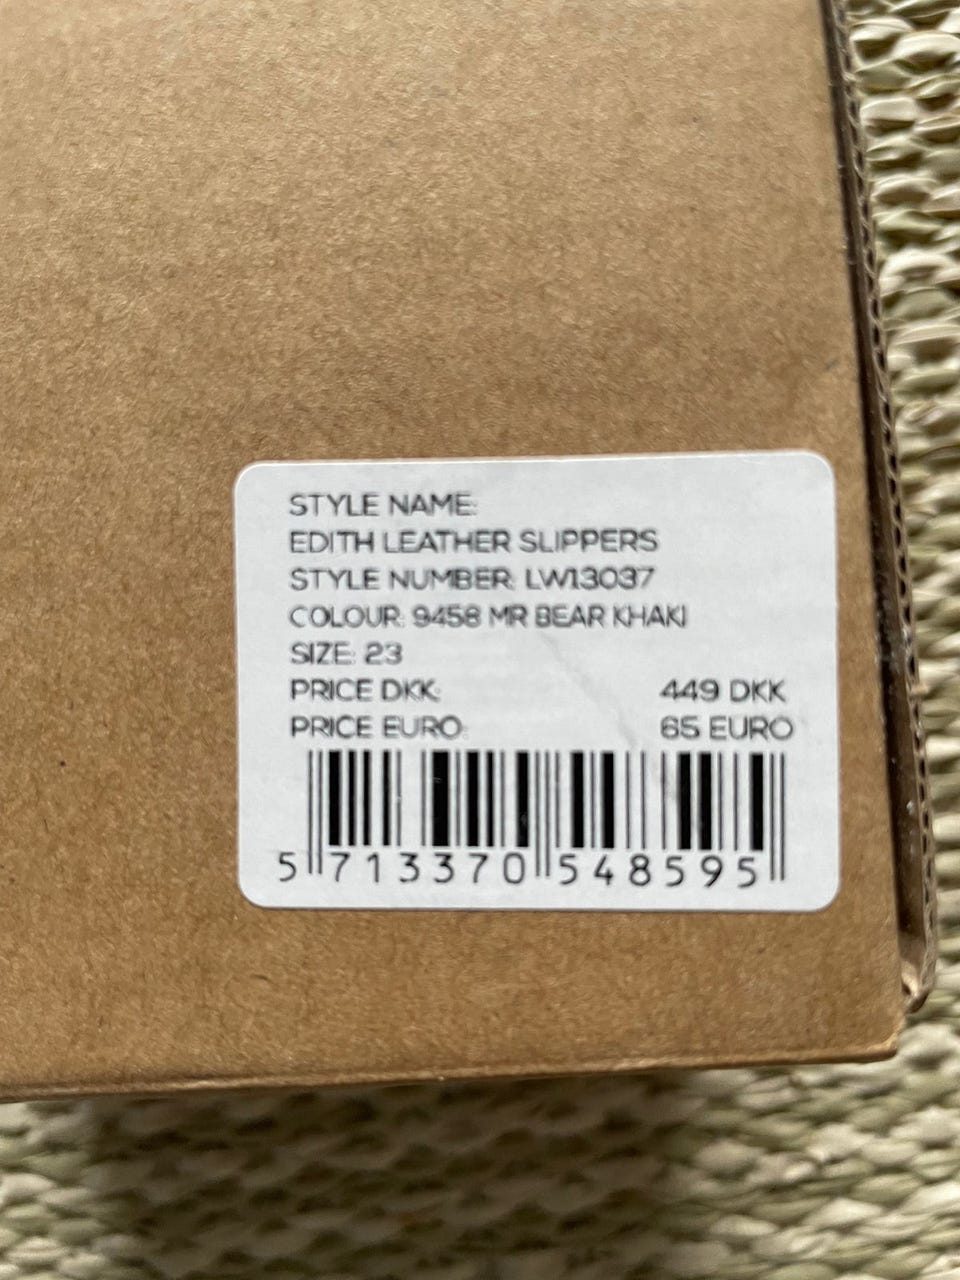 STYLE NAME:
EDITH LEATHER SLIPPERS
STYLE NUMBER: LW13037
COLOUR: 9458 MR BEAR KHAKI
SIZE: 23
PRICE DKK: 449 DKK
PRICE EURO: 65 EURO
5 713370 548595